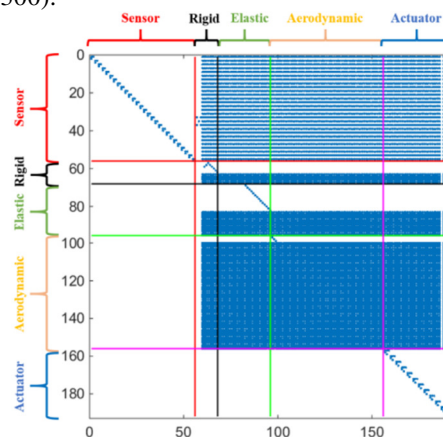 500).
Sensor Rigid Elastic Aerodynamic Actuator
0
20
40
60
80
100
120
140
160
180
Sensor
Rigid
Elastic
Aerodynamic
Actuator
0 50 100 150